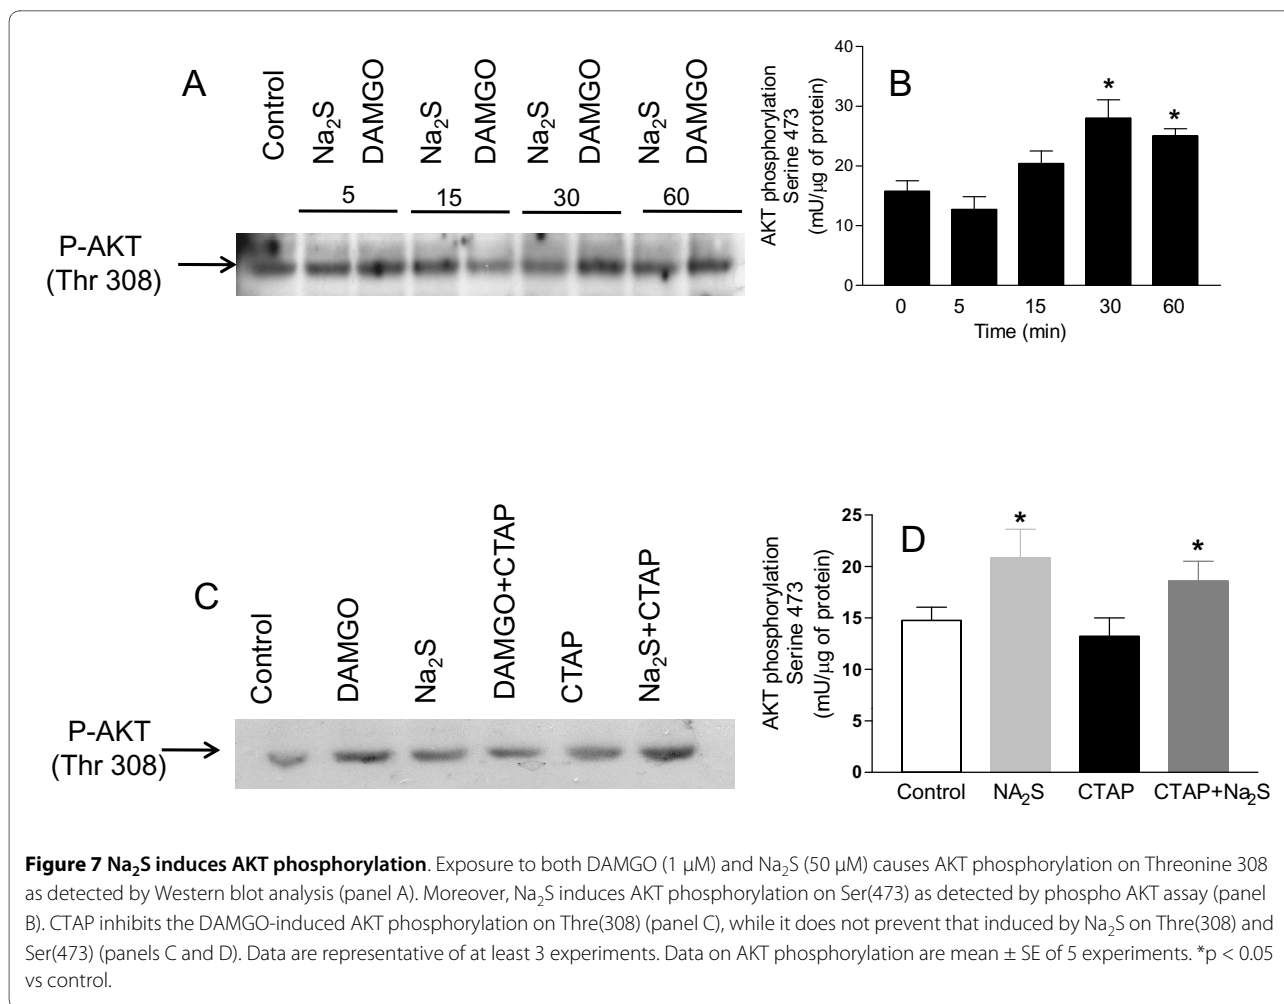 A
Control
Na₂S
DAMGO
Na₂S
DAMGO
Na₂S
DAMGO
Na₂S
DAMGO
5
15
30
60
P-AKT
(Thr 308)
B
AKT phosphorylation
Serine 473
(mU/µg of protein)
40
30
20
10
0
*
*
0 5 15 30 60
Time (min)
C
Control
DAMGO
Na₂S
DAMGO+CTAP
CTAP
Na₂S+CTAP
P-AKT
(Thr 308)
D
AKT phosphorylation
Serine 473
(mU/µg of protein)
25
20
15
10
5
0
*
*
Control NA₂S CTAP CTAP+Na₂S
Figure 7 Na₂S induces AKT phosphorylation. Exposure to both DAMGO (1 µM) and Na₂S (50 µM) causes AKT phosphorylation on Threonine 308
as detected by Western blot analysis (panel A). Moreover, Na₂S induces AKT phosphorylation on Ser(473) as detected by phospho AKT assay (panel
B). CTAP inhibits the DAMGO-induced AKT phosphorylation on Thre(308) (panel C), while it does not prevent that induced by Na₂S on Thre(308) and
Ser(473) (panels C and D). Data are representative of at least 3 experiments. Data on AKT phosphorylation are mean ± SE of 5 experiments. *p < 0.05
vs control.